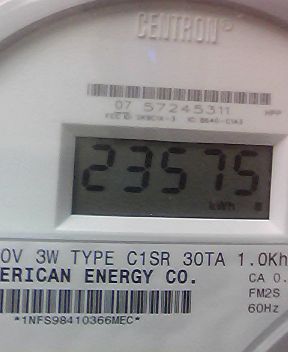 CENTRON®
07 57245311
23575
kWh
0V 3W TYPE C1SR 30TA 1.0Kh
ERICAN ENERGY CO.
CA 0.
FM2S
*1NFS98410366MEC*
60Hz